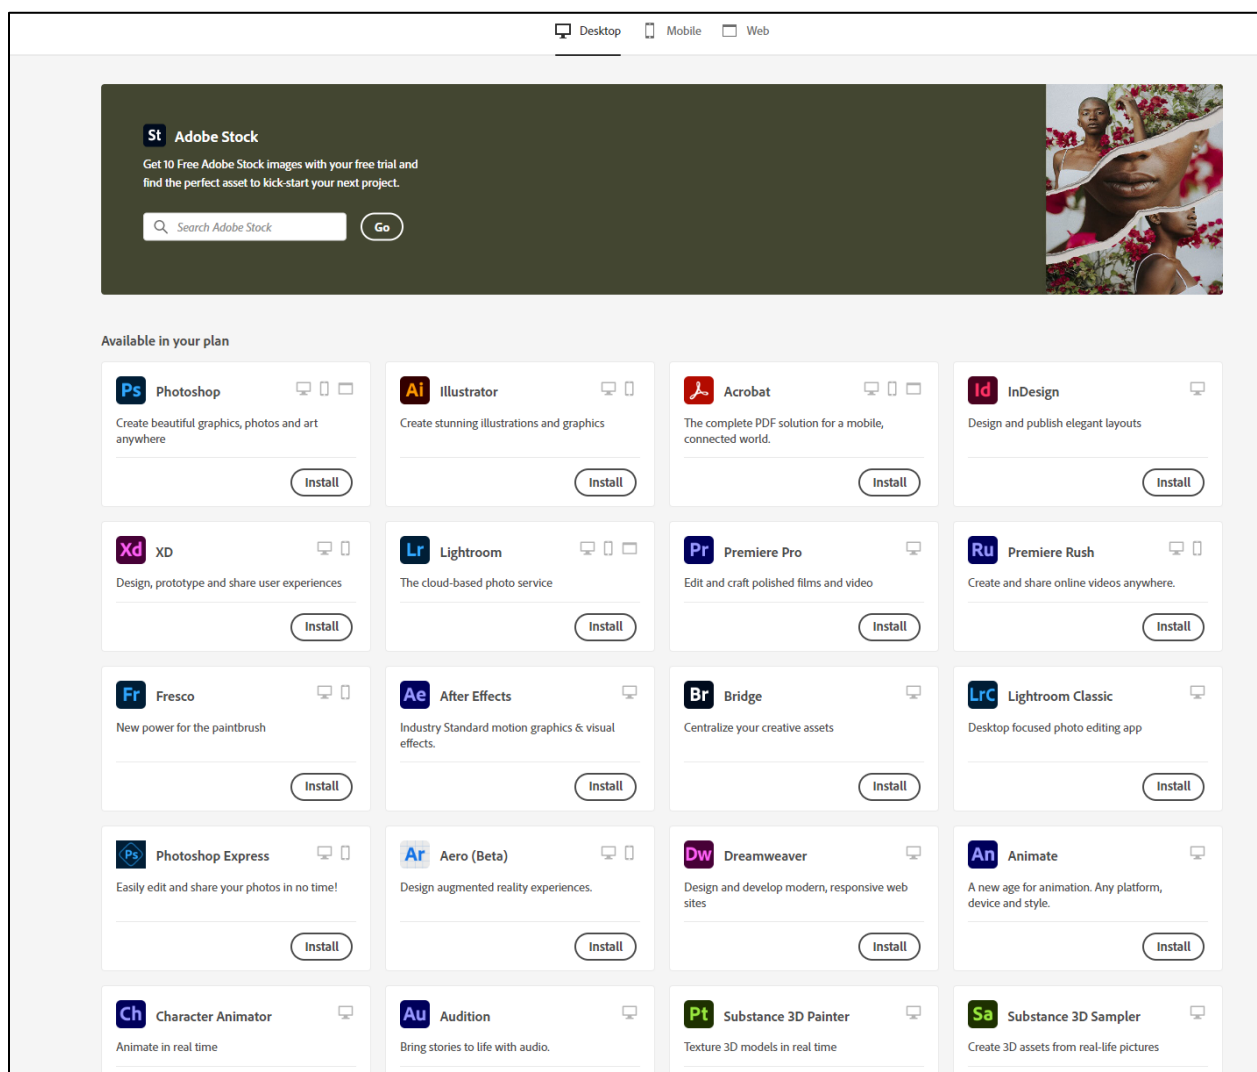 Desktop
Mobile
Web
St Adobe Stock
Get 10 Free Adobe Stock images with your free trial and
find the perfect asset to kick-start your next project.
Search Adobe Stock
Go
Available in your plan
Ps Photoshop
Create beautiful graphics, photos and art
anywhere
Install
Ai Illustrator
Create stunning illustrations and graphics
Install
Acrobat
The complete PDF solution for a mobile,
connected world.
Install
Id InDesign
Design and publish elegant layouts
Install
Xd XD
Design, prototype and share user experiences
Install
Lr Lightroom
The cloud-based photo service
Install
Pr Premiere Pro
Edit and craft polished films and video
Install
Ru Premiere Rush
Create and share online videos anywhere.
Install
Fr Fresco
New power for the paintbrush
Install
Ae After Effects
Industry Standard motion graphics & visual
effects.
Install
Br Bridge
Centralize your creative assets
Install
LrC Lightroom Classic
Desktop focused photo editing app
Install
Ps Photoshop Express
Easily edit and share your photos in no time!
Install
Ar Aero (Beta)
Design augmented reality experiences.
Install
Dw Dreamweaver
Design and develop modern, responsive web
sites
Install
An Animate
A new age for animation. Any platform,
device and style.
Install
Ch Character Animator
Animate in real time
Au Audition
Bring stories to life with audio.
Pt Substance 3D Painter
Texture 3D models in real time
Sa Substance 3D Sampler
Create 3D assets from real-life pictures